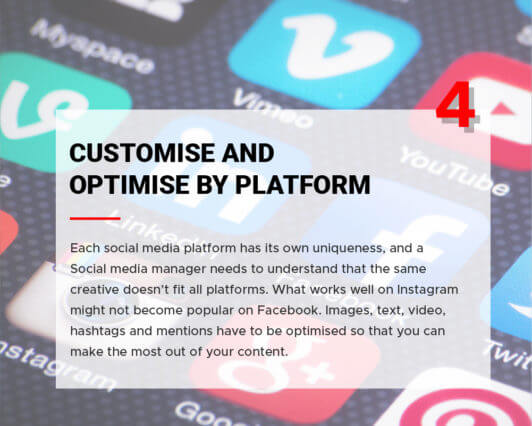 Myspace
Vimeo
4
YouTube
CUSTOMISE AND
OPTIMISE BY PLATFORM
LinkedIn
Facebook
Each social media platform has its own uniqueness, and a
Social media manager needs to understand that the same
creative doesn't fit all platforms. What works well on Instagram
might not become popular on Facebook. Images, text, video,
hashtags and mentions have to be optimised so that you can
make the most out of your content.
nstagram
Twit
Goo